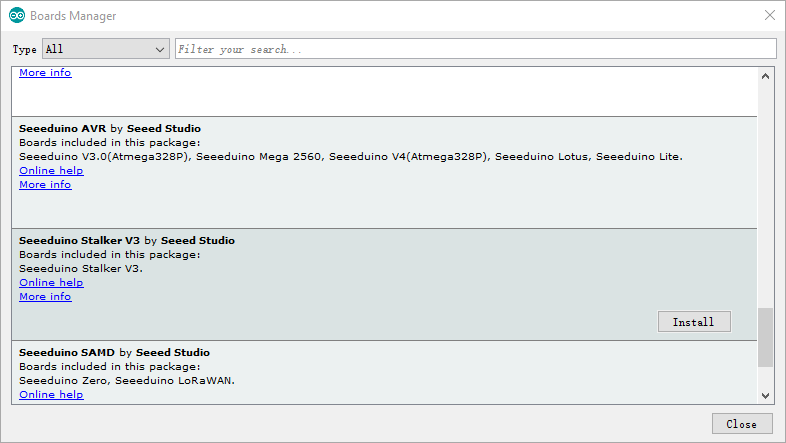 Boards Manager
Type All Filter your search...
More info
Seeeduino AVR by Seeed Studio
Boards included in this package:
Seeeduino V3.0(Atmega328P), Seeeduino Mega 2560, Seeeduino V4(Atmega328P), Seeeduino Lotus, Seeeduino Lite.
Online help
More info
Seeeduino Stalker V3 by Seeed Studio
Boards included in this package:
Seeeduino Stalker V3.
Online help
More info
Install
Seeeduino SAMD by Seeed Studio
Boards included in this package:
Seeeduino Zero, Seeeduino LoRaWAN.
Online help
Close